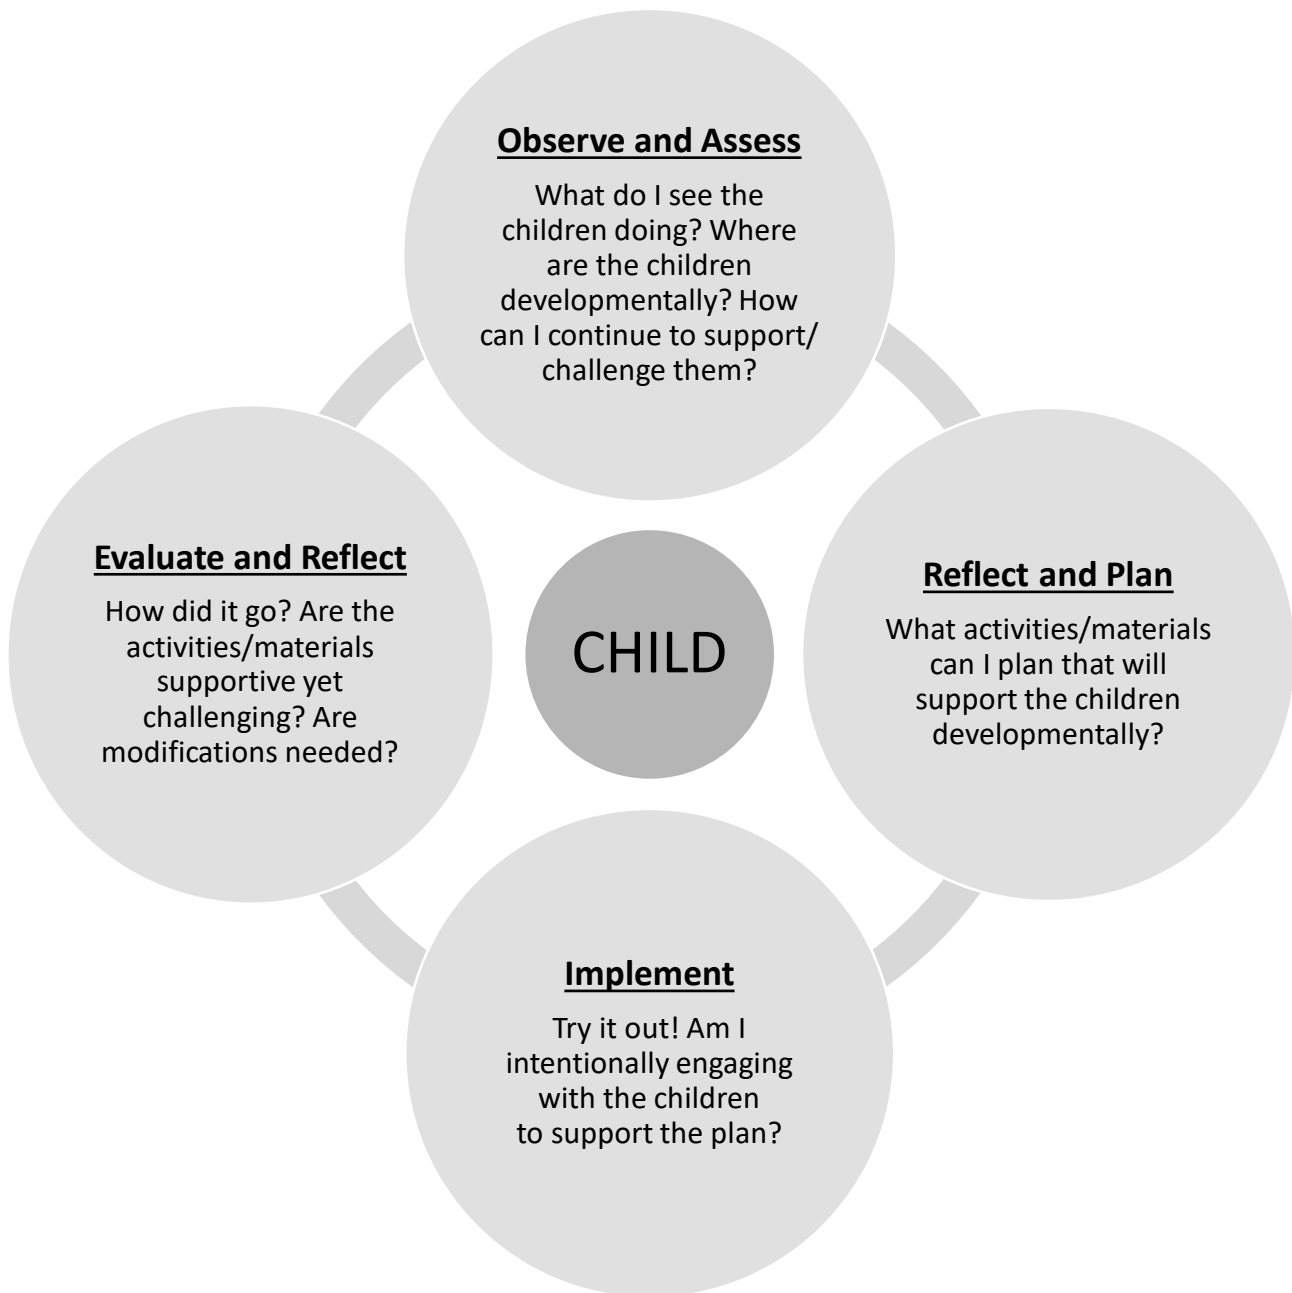 Observe and Assess
What do I see the
children doing? Where
are the children
developmentally? How
can I continue to support/
challenge them?
Evaluate and Reflect
How did it go? Are the
activities/materials
supportive yet
challenging? Are
modifications needed?
CHILD
Reflect and Plan
What activities/materials
can I plan that will
support the children
developmentally?
Implement
Try it out! Am I
intentionally engaging
with the children
to support the plan?